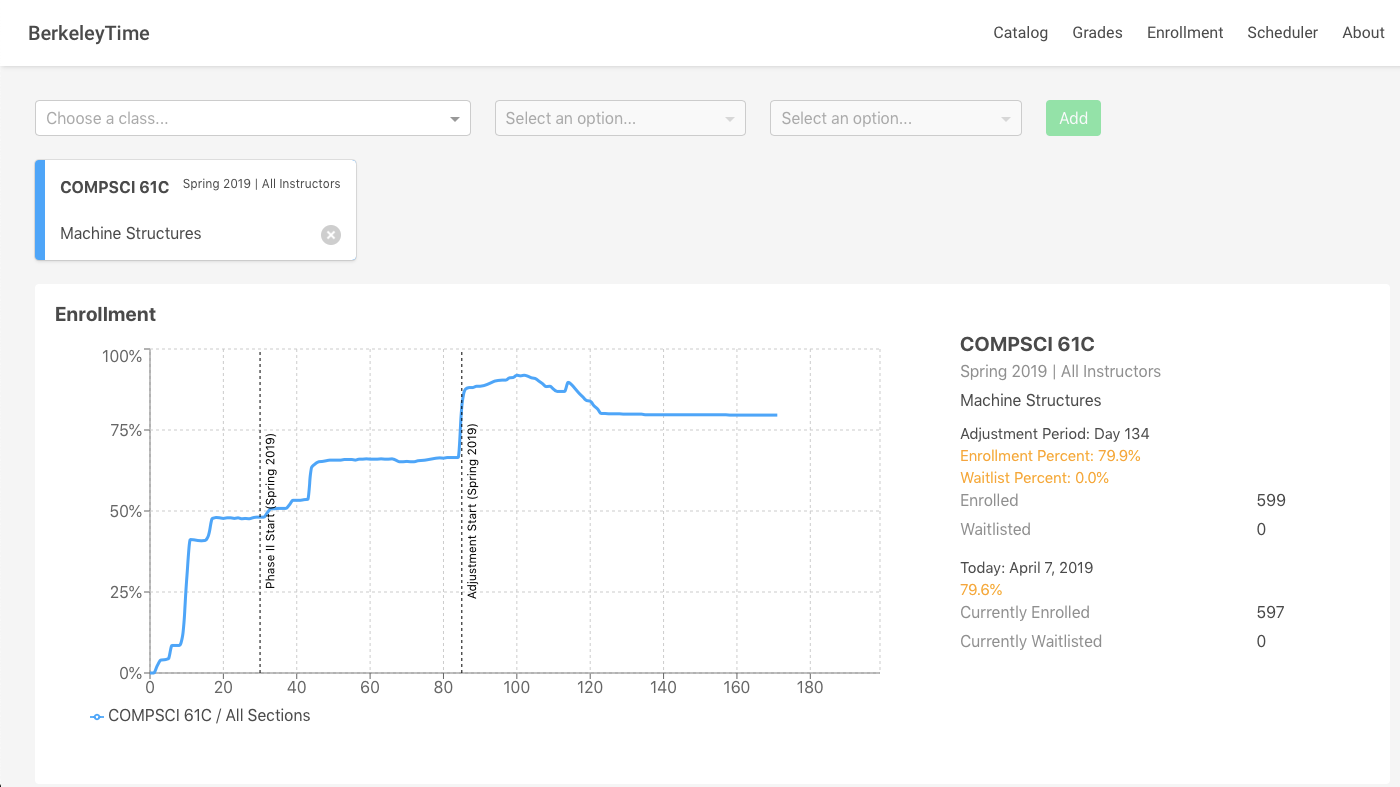 BerkeleyTime Catalog Grades Enrollment Scheduler About
Choose a class... Select an option... Select an option... Add
COMPSCI 61C Spring 2019 | All Instructors
Machine Structures
Enrollment
100%
75%
50%
25%
0%
0 20 40 60 80 100 120 140 160 180
Phase II Start (Spring 2019)
Adjustment Start (Spring 2019)
COMPSCI 61C / All Sections
COMPSCI 61C
Spring 2019 | All Instructors
Machine Structures
Adjustment Period: Day 134
Enrollment Percent: 79.9%
Waitlist Percent: 0.0%
Enrolled 599
Waitlisted 0
Today: April 7, 2019
79.6%
Currently Enrolled 597
Currently Waitlisted 0